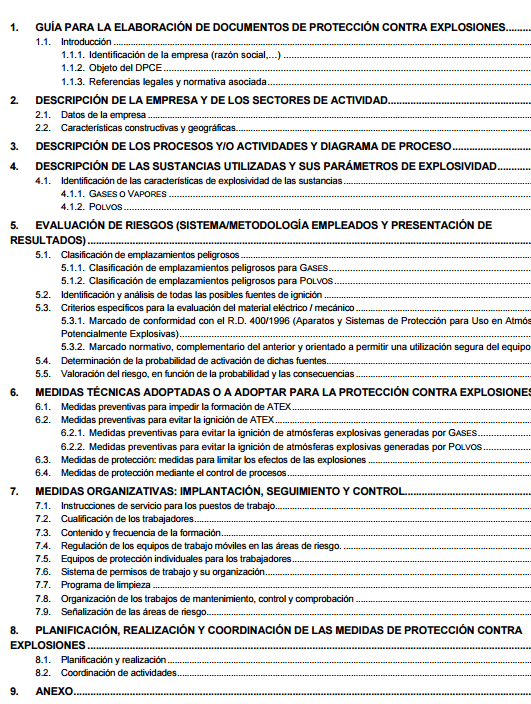 1. GUÍA PARA LA ELABORACIÓN DE DOCUMENTOS DE PROTECCIÓN CONTRA EXPLOSIONES
1.1. Introducción
1.1.1. Identificación de la empresa (razón social,...)
1.1.2. Objeto del DPCE
1.1.3. Referencias legales y normativa asociada
2. DESCRIPCIÓN DE LA EMPRESA Y DE LOS SECTORES DE ACTIVIDAD
2.1. Datos de la empresa
2.2. Características constructivas y geográficas
3. DESCRIPCIÓN DE LOS PROCESOS Y/O ACTIVIDADES Y DIAGRAMA DE PROCESO
4. DESCRIPCIÓN DE LAS SUSTANCIAS UTILIZADAS Y SUS PARÁMETROS DE EXPLOSIVIDAD
4.1. Identificación de las características de explosividad de las sustancias
4.1.1. GASES O VAPORES
4.1.2. POLVOS
5. EVALUACIÓN DE RIESGOS (SISTEMA/METODOLOGÍA EMPLEADOS Y PRESENTACIÓN DE
RESULTADOS)
5.1. Clasificación de emplazamientos peligrosos
5.1.1. Clasificación de emplazamientos peligrosos para GASES
5.1.2. Clasificación de emplazamientos peligrosos para POLVOS
5.2. Identificación y análisis de todas las posibles fuentes de ignición
5.3. Criterios específicos para la evaluación del material eléctrico / mecánico
5.3.1. Marcado de conformidad con el R.D. 400/1996 (Aparatos y Sistemas de Protección para Uso en Atmós
Potencialmente Explosivas)
5.3.2. Marcado normativo, complementario del anterior y orientado a permitir una utilización segura del equipo
5.4. Determinación de la probabilidad de activación de dichas fuentes
5.5. Valoración del riesgo, en función de la probabilidad y las consecuencias
6. MEDIDAS TÉCNICAS ADOPTADAS O A ADOPTAR PARA LA PROTECCIÓN CONTRA EXPLOSIONES
6.1. Medidas preventivas para impedir la formación de ATEX
6.2. Medidas preventivas para evitar la ignición de ATEX
6.2.1. Medidas preventivas para evitar la ignición de atmósferas explosivas generadas por GASES
6.2.2. Medidas preventivas para evitar la ignición de atmósferas explosivas generadas por POLVOS
6.3. Medidas de protección: medidas para limitar los efectos de las explosiones
6.4. Medidas de protección mediante el control de procesos
7. MEDIDAS ORGANIZATIVAS: IMPLANTACIÓN, SEGUIMIENTO Y CONTROL
7.1. Instrucciones de servicio para los puestos de trabajo
7.2. Cualificación de los trabajadores
7.3. Contenido y frecuencia de la formación
7.4. Regulación de los equipos de trabajo móviles en las áreas de riesgo.
7.5. Equipos de protección individuales para los trabajadores
7.6. Sistema de permisos de trabajo y su organización
7.7. Programa de limpieza
7.8. Organización de los trabajos de mantenimiento, control y comprobación
7.9. Señalización de las áreas de riesgo
8. PLANIFICACIÓN, REALIZACIÓN Y COORDINACIÓN DE LAS MEDIDAS DE PROTECCIÓN CONTRA
EXPLOSIONES
8.1. Planificación y realización
8.2. Coordinación de actividades
9. ANEXO